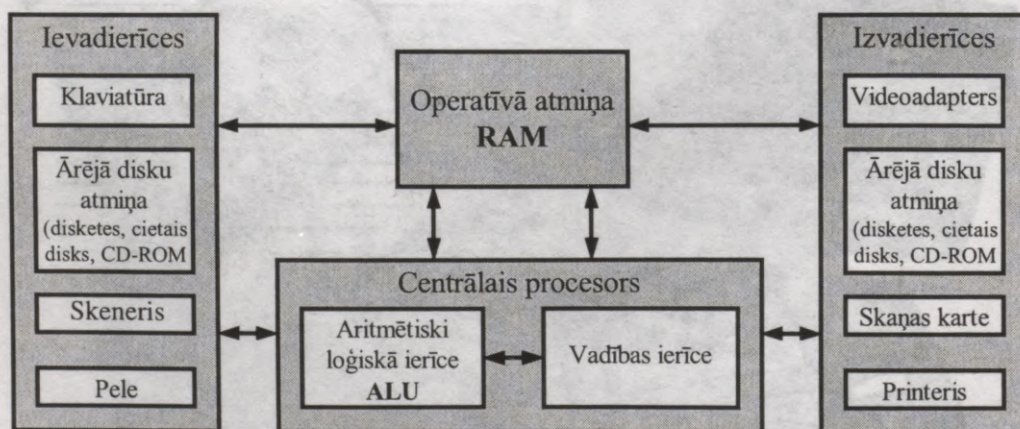 Ievadierīces
Klaviatūra
Ārējā disku
atmiņa
(disketes, cietais
disks, CD-ROM
Skeneris
Pele
Operatīvā atmiņa
RAM
Centrālais procesors
Aritmētiski
loģiskā ierīce
ALU
Vadības ierīce
Izvadierīces
Videoadapters
Ārējā disku
atmiņa
(disketes, cietais
disks, CD-ROM
Skaņas karte
Printeris